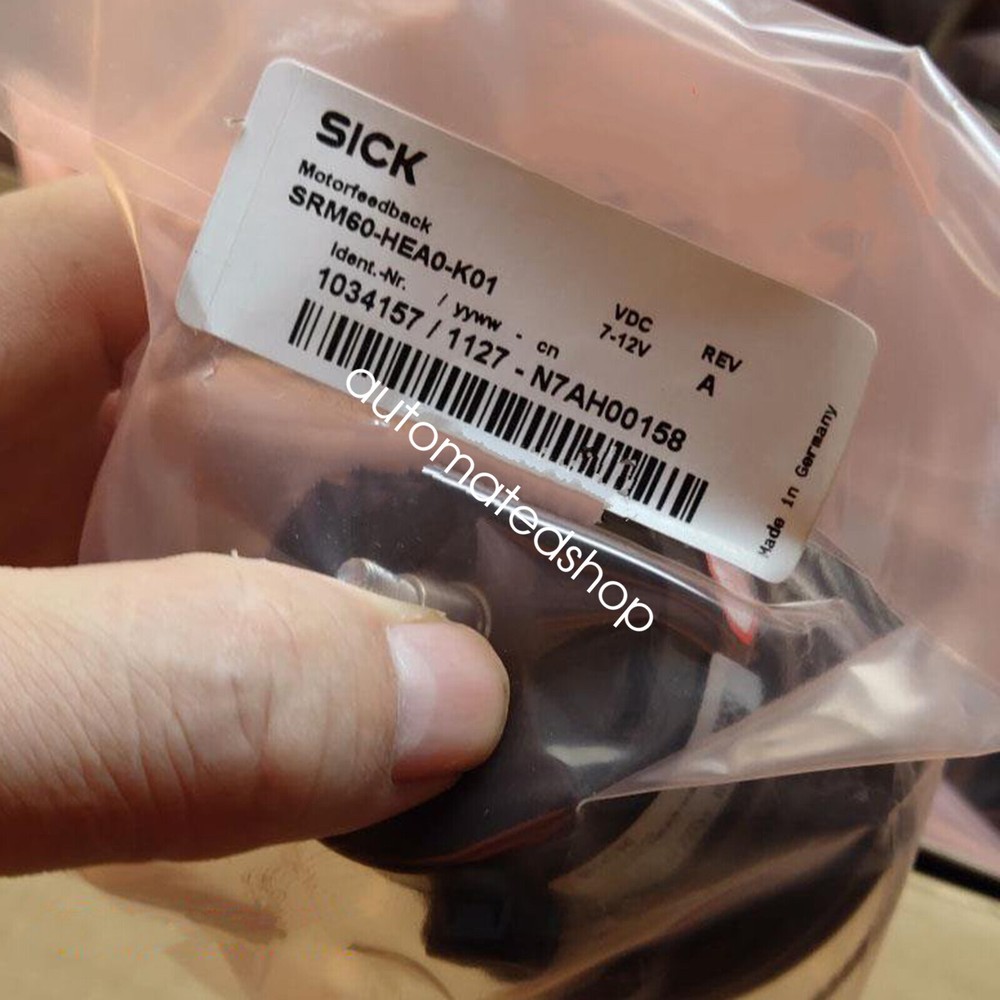 SICK
Motorfeedback
SRM60-HEA0-K01
VDC
7-12V
REV
A
Ident.-Nr. / yyww - cn
1034157 / 1127 - N7AH00158
Made in Germany
automatedshop